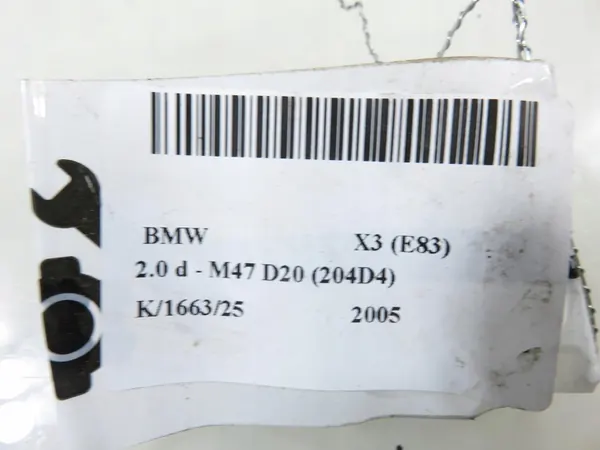 BMW X3 (E83)
2.0 d - M47 D20 (204D4)
K/1663/25 2005